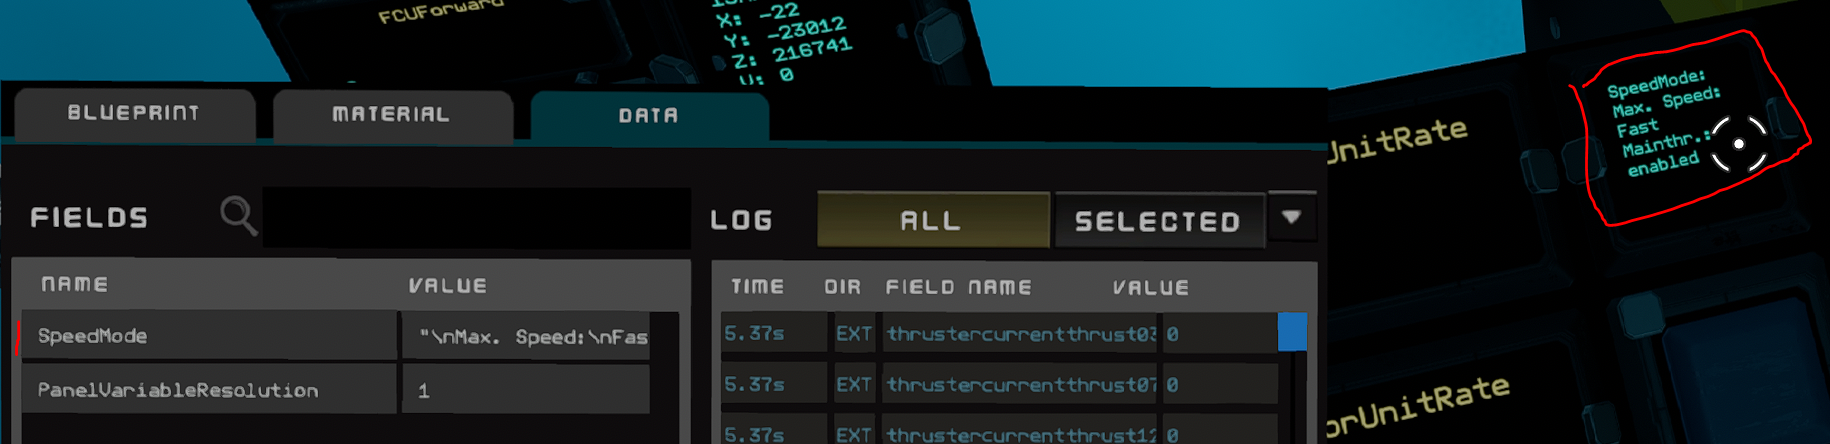 FCUForward
X: -22
Y: -23012
Z: 216741
V: 0
BLUEPRINT
MATERIAL
DATA
FIELDS
LOG
ALL
SELECTED
NAME
VALUE
SpeedMode
"\nMax. Speed:\nFas
PanelVariableResolution
1
TIME
DIR
FIELD NAME
VALUE
5.37s
EXT
thrustercurrentthrust03
0
5.37s
EXT
thrustercurrentthrust07
0
5.37s
EXT
thrustercurrentthrust12
0
UnitRate
SpeedMode:
Max. Speed:
Fast
Mainthr.:
enabled
orUnitRate